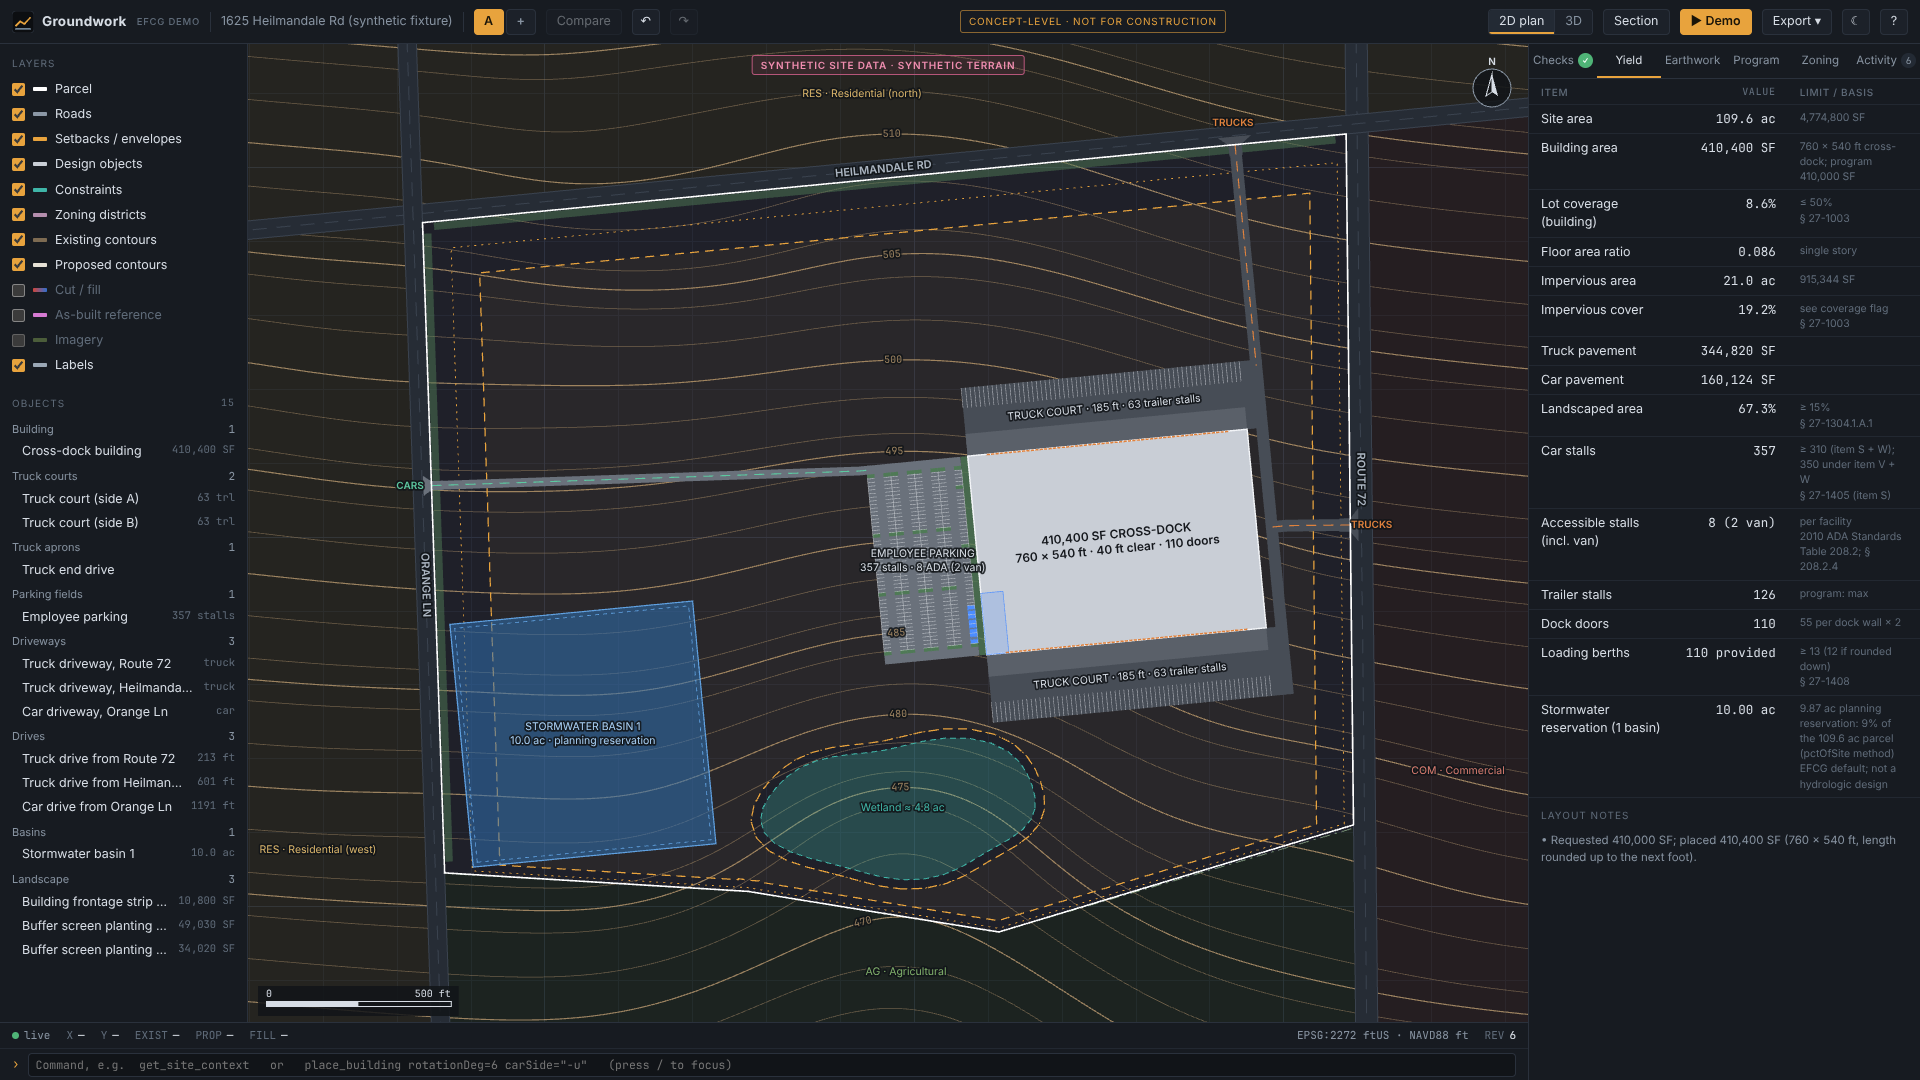 Groundwork EFCG DEMO 1625 Heilmandale Rd (synthetic fixture) A + Compare ↶ ↷ CONCEPT-LEVEL · NOT FOR CONSTRUCTION 2D plan 3D Section ▶ Demo Export ▾ ☾ ?
LAYERS
Parcel
Roads
Setbacks / envelopes
Design objects
Constraints
Zoning districts
Existing contours
Proposed contours
Cut / fill
As-built reference
Imagery
Labels
OBJECTS 15
Building 1
Cross-dock building 410,400 SF
Truck courts 2
Truck court (side A) 63 trl
Truck court (side B) 63 trl
Truck aprons 1
Truck end drive
Parking fields 1
Employee parking 357 stalls
Driveways 3
Truck driveway, Route 72 truck
Truck driveway, Heilmanda... truck
Car driveway, Orange Ln car
Drives 3
Truck drive from Route 72 213 ft
Truck drive from Heilman... 601 ft
Car drive from Orange Ln 1191 ft
Basins 1
Stormwater basin 1 10.0 ac
Landscape 3
Building frontage strip ... 10,800 SF
Buffer screen planting ... 49,030 SF
Buffer screen planting ... 34,020 SF
SYNTHETIC SITE DATA · SYNTHETIC TERRAIN
N
RES · Residential (north)
TRUCKS
510
HEILMANDALE RD
505
500
TRUCK COURT · 185 ft · 63 trailer stalls
495
CARS
ROUTE 72
TRUCKS
410,400 SF CROSS-DOCK
760 × 540 ft · 40 ft clear · 110 doors
EMPLOYEE PARKING
357 stalls · 8 ADA (2 van)
ORANGE LN
485
TRUCK COURT · 185 ft · 63 trailer stalls
480
STORMWATER BASIN 1
10.0 ac · planning reservation
COM · Commercial
475
Wetland ≈ 4.8 ac
RES · Residential (west)
470
AG · Agricultural
0 500 ft
Checks ✓ Yield Earthwork Program Zoning Activity 6
ITEM VALUE LIMIT / BASIS
Site area 109.6 ac 4,774,800 SF
Building area 410,400 SF 760 × 540 ft cross-
dock; program
410,000 SF
Lot coverage 8.6% ≤ 50%
(building) § 27-1003
Floor area ratio 0.086 single story
Impervious area 21.0 ac 915,344 SF
Impervious cover 19.2% see coverage flag
§ 27-1003
Truck pavement 344,820 SF
Car pavement 160,124 SF
Landscaped area 67.3% ≥ 15%
§ 27-1304.1.A.1
Car stalls 357 ≥ 310 (item S + W);
350 under item V +
W
§ 27-1405 (item S)
Accessible stalls 8 (2 van) per facility
(incl. van) 2010 ADA Standards
Table 208.2; §
208.2.4
Trailer stalls 126 program: max
Dock doors 110 55 per dock wall × 2
Loading berths 110 provided ≥ 13 (12 if rounded
down)
§ 27-1408
Stormwater 10.00 ac 9.87 ac planning
reservation (1 basin) reservation: 9% of
the 109.6 ac parcel
(pctOfSite method)
EFCG default; not a
hydrologic design
LAYOUT NOTES
• Requested 410,000 SF; placed 410,400 SF (760 × 540 ft, length
rounded up to the next foot).
live X — Y — EXIST — PROP — FILL — EPSG:2272 ftUS · NAVD88 ft REV 6
› Command, e.g. get_site_context or place_building rotationDeg=6 carSide="-u" (press / to focus)